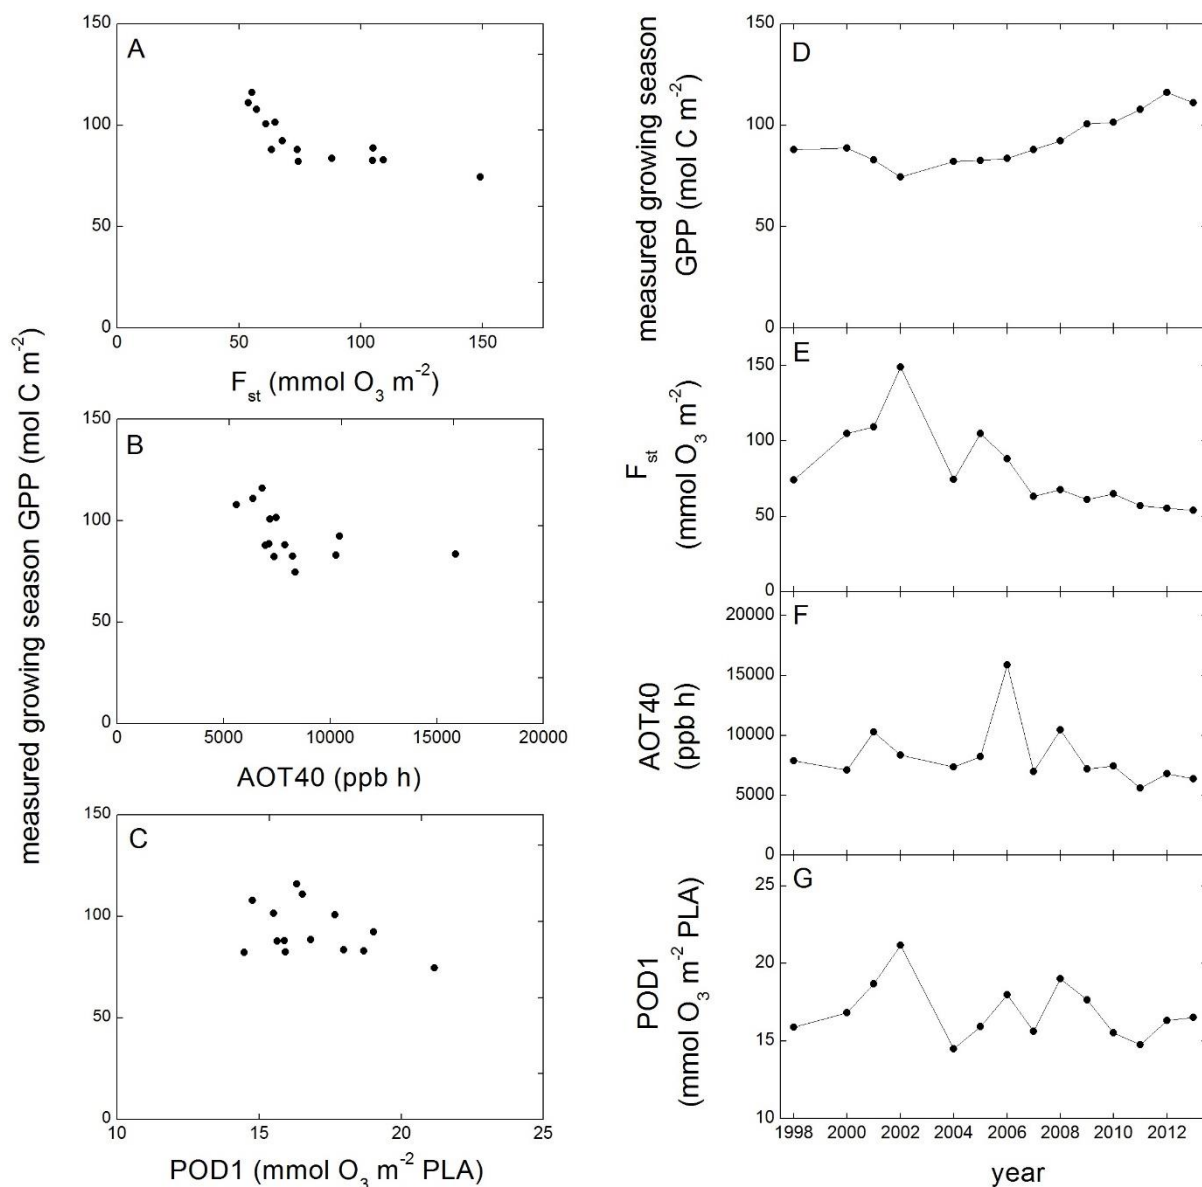 measured growing season GPP (mol C m⁻²)
A
150
100
50
0
0 50 100 150
F_st (mmol O₃ m⁻²)
B
150
100
50
0
0 5000 10000 15000 20000
AOT40 (ppb h)
C
150
100
50
0
10 15 20 25
POD1 (mmol O₃ m⁻² PLA)
measured growing season
GPP (mol C m⁻²)
D
150
100
50
0
F_st
(mmol O₃ m⁻²)
E
150
100
50
0
AOT40
(ppb h)
F
20000
15000
10000
5000
0
POD1
(mmol O₃ m⁻² PLA)
G
25
20
15
10
1998 2000 2002 2004 2006 2008 2010 2012
year